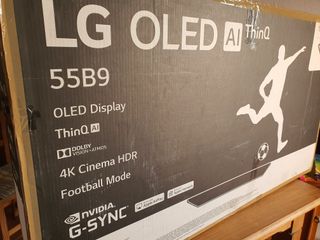 LG OLED AI ThinQ
55B9
OLED Display
ThinQ AI
DOLBY
VISION•ATMOS
4K Cinema HDR
Football Mode
NVIDIA
G-SYNC